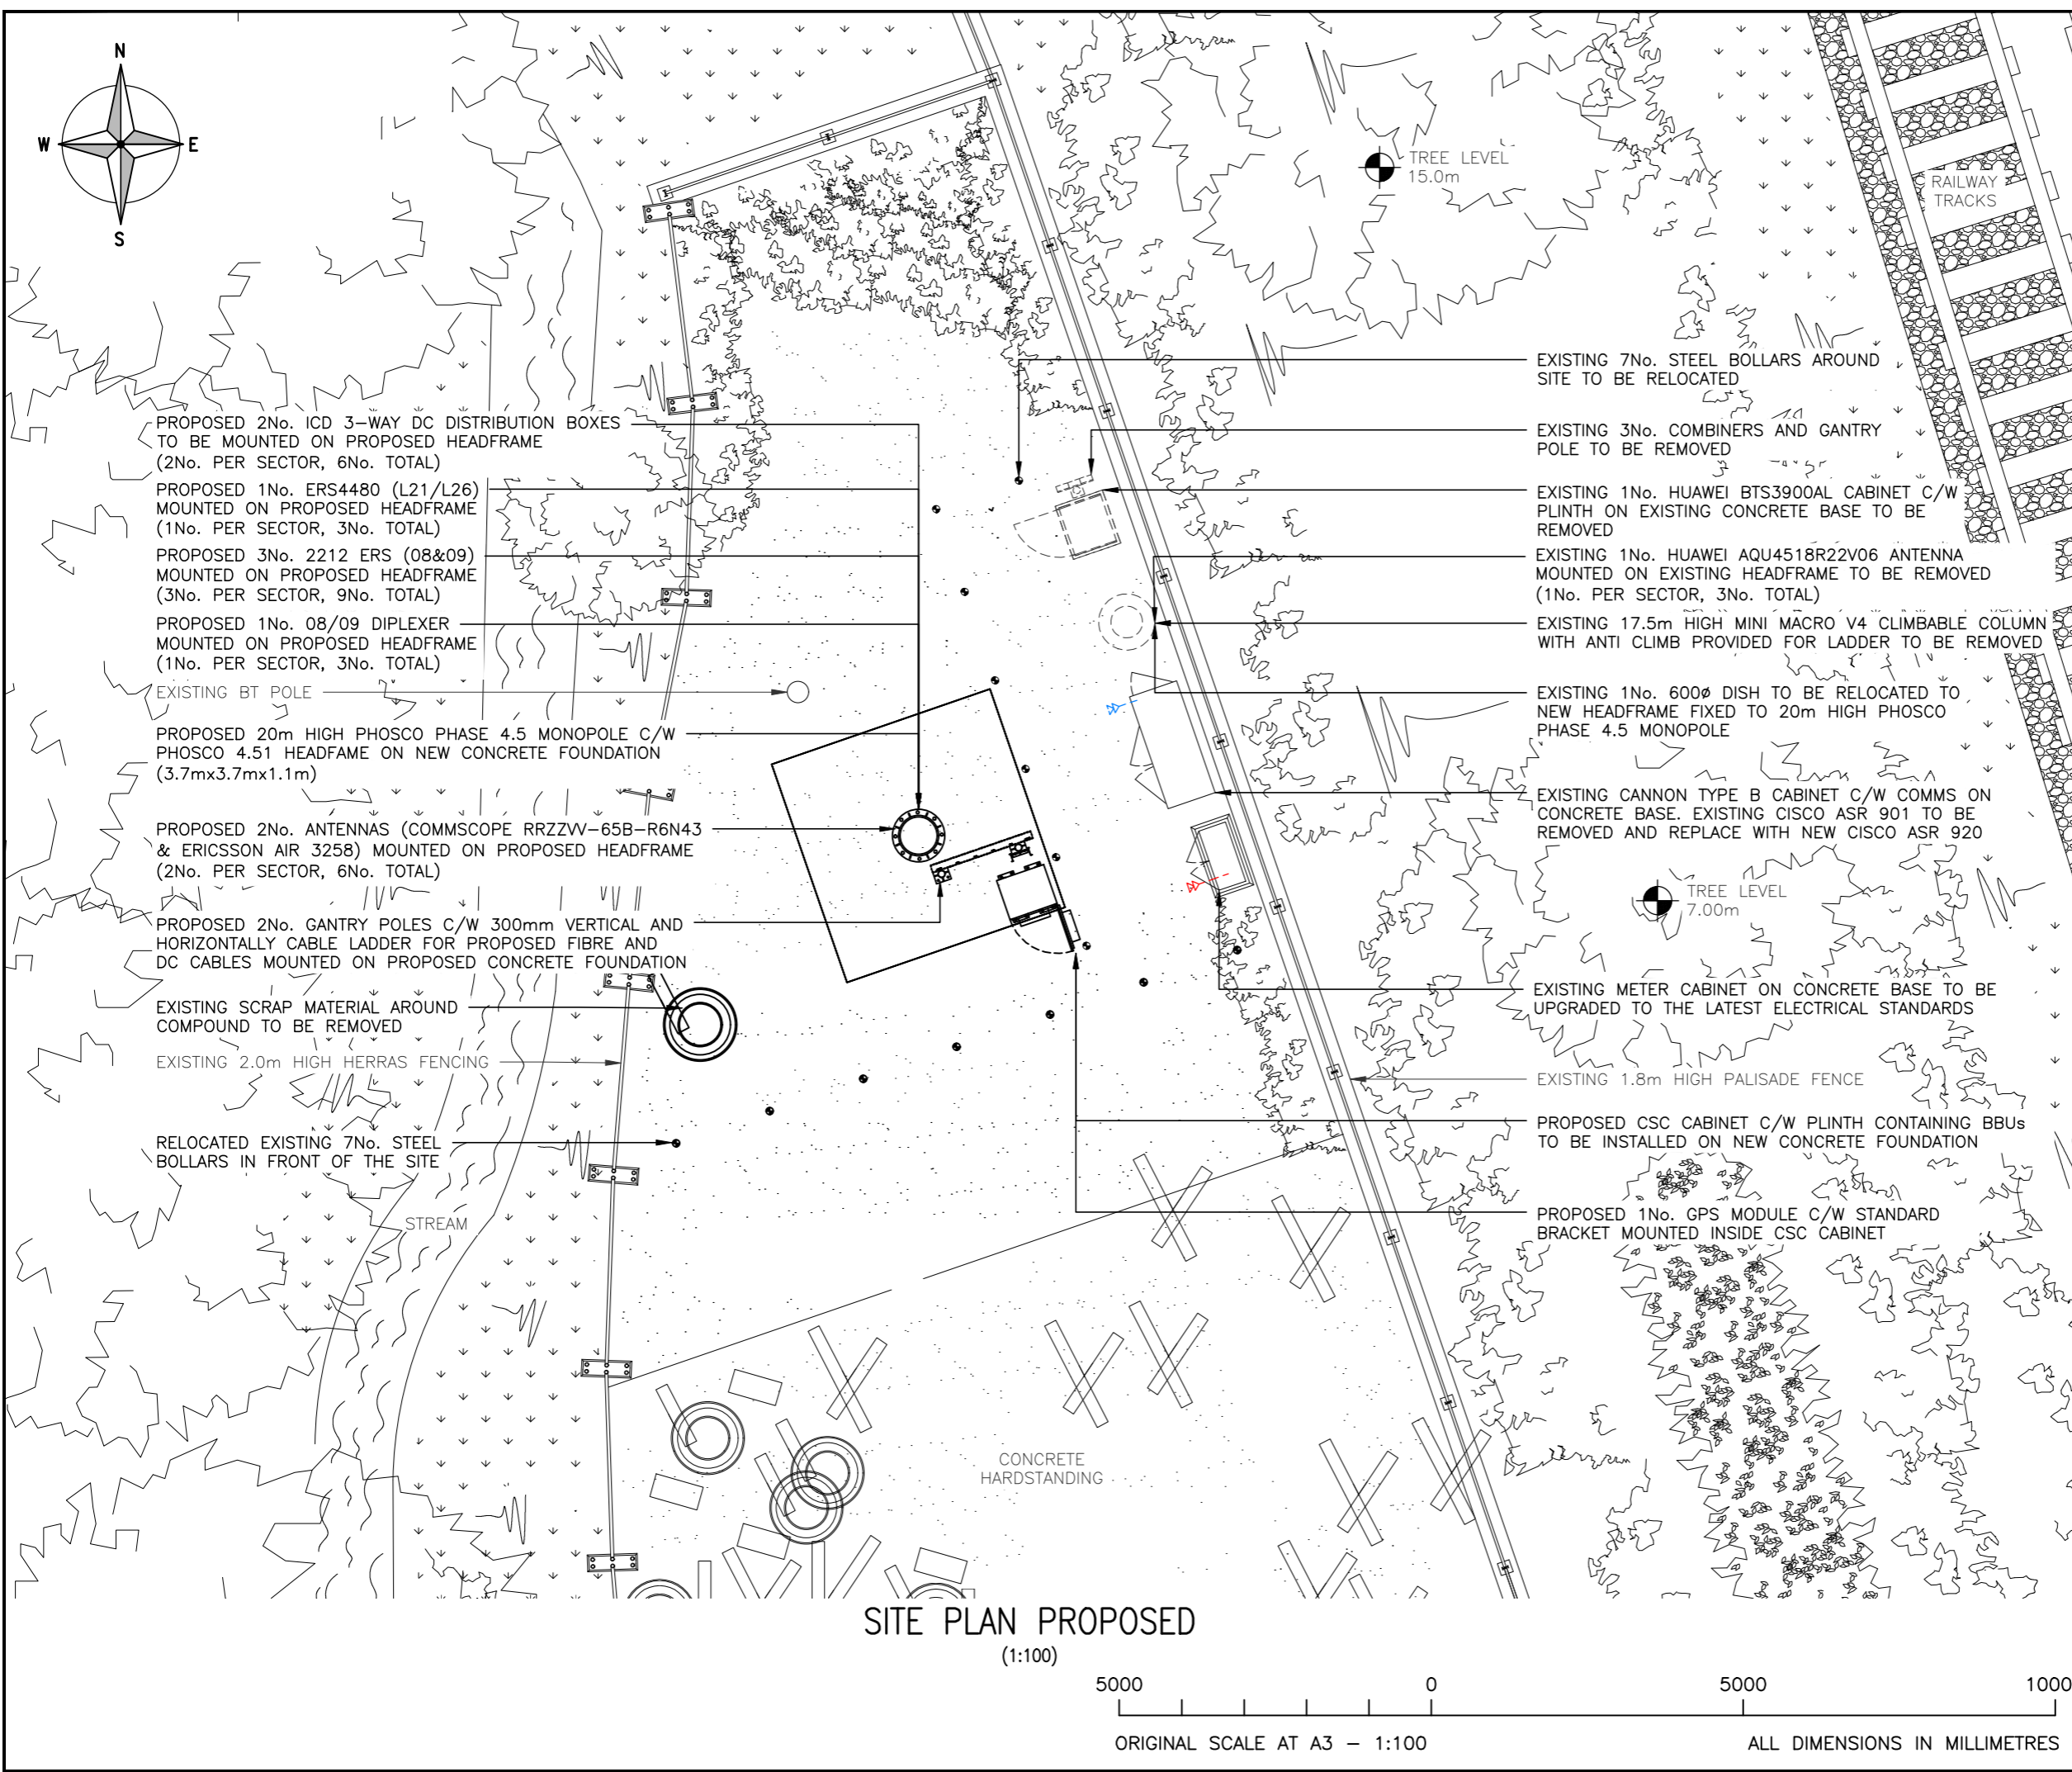 N
W
E
S
TREE LEVEL
15.0m
RAILWAY
TRACKS
PROPOSED 2No. ICD 3-WAY DC DISTRIBUTION BOXES
TO BE MOUNTED ON PROPOSED HEADFRAME
(2No. PER SECTOR, 6No. TOTAL)
PROPOSED 1No. ERS4480 (L21/L26)
MOUNTED ON PROPOSED HEADFRAME
(1No. PER SECTOR, 3No. TOTAL)
PROPOSED 3No. 2212 ERS (08&09)
MOUNTED ON PROPOSED HEADFRAME
(3No. PER SECTOR, 9No. TOTAL)
PROPOSED 1No. 08/09 DIPLEXER
MOUNTED ON PROPOSED HEADFRAME
(1No. PER SECTOR, 3No. TOTAL)
EXISTING BT POLE
PROPOSED 20m HIGH PHOSCO PHASE 4.5 MONOPOLE C/W
PHOSCO 4.51 HEADFAME ON NEW CONCRETE FOUNDATION
(3.7mx3.7mx1.1m)
PROPOSED 2No. ANTENNAS (COMMSCOPE RRZZVV-65B-R6N43
& ERICSSON AIR 3258) MOUNTED ON PROPOSED HEADFRAME
(2No. PER SECTOR, 6No. TOTAL)
PROPOSED 2No. GANTRY POLES C/W 300mm VERTICAL AND
HORIZONTALLY CABLE LADDER FOR PROPOSED FIBRE AND
DC CABLES MOUNTED ON PROPOSED CONCRETE FOUNDATION
EXISTING SCRAP MATERIAL AROUND
COMPOUND TO BE REMOVED
EXISTING 2.0m HIGH HERRAS FENCING
RELOCATED EXISTING 7No. STEEL
BOLLARS IN FRONT OF THE SITE
STREAM
EXISTING 7No. STEEL BOLLARS AROUND
SITE TO BE RELOCATED
EXISTING 3No. COMBINERS AND GANTRY
POLE TO BE REMOVED
EXISTING 1No. HUAWEI BTS3900AL CABINET C/W
PLINTH ON EXISTING CONCRETE BASE TO BE
REMOVED
EXISTING 1No. HUAWEI AQU4518R22V06 ANTENNA
MOUNTED ON EXISTING HEADFRAME TO BE REMOVED
(1No. PER SECTOR, 3No. TOTAL)
EXISTING 17.5m HIGH MINI MACRO V4 CLIMBABLE COLUMN
WITH ANTI CLIMB PROVIDED FOR LADDER TO BE REMOVED
EXISTING 1No. 600ø DISH TO BE RELOCATED TO
NEW HEADFRAME FIXED TO 20m HIGH PHOSCO
PHASE 4.5 MONOPOLE
EXISTING CANNON TYPE B CABINET C/W COMMS ON
CONCRETE BASE. EXISTING CISCO ASR 901 TO BE
REMOVED AND REPLACE WITH NEW CISCO ASR 920
TREE LEVEL
7.00m
EXISTING METER CABINET ON CONCRETE BASE TO BE
UPGRADED TO THE LATEST ELECTRICAL STANDARDS
EXISTING 1.8m HIGH PALISADE FENCE
PROPOSED CSC CABINET C/W PLINTH CONTAINING BBUs
TO BE INSTALLED ON NEW CONCRETE FOUNDATION
PROPOSED 1No. GPS MODULE C/W STANDARD
BRACKET MOUNTED INSIDE CSC CABINET
CONCRETE
HARDSTANDING
SITE PLAN PROPOSED
(1:100)
5000 0 5000 1000
ORIGINAL SCALE AT A3 - 1:100
ALL DIMENSIONS IN MILLIMETRES